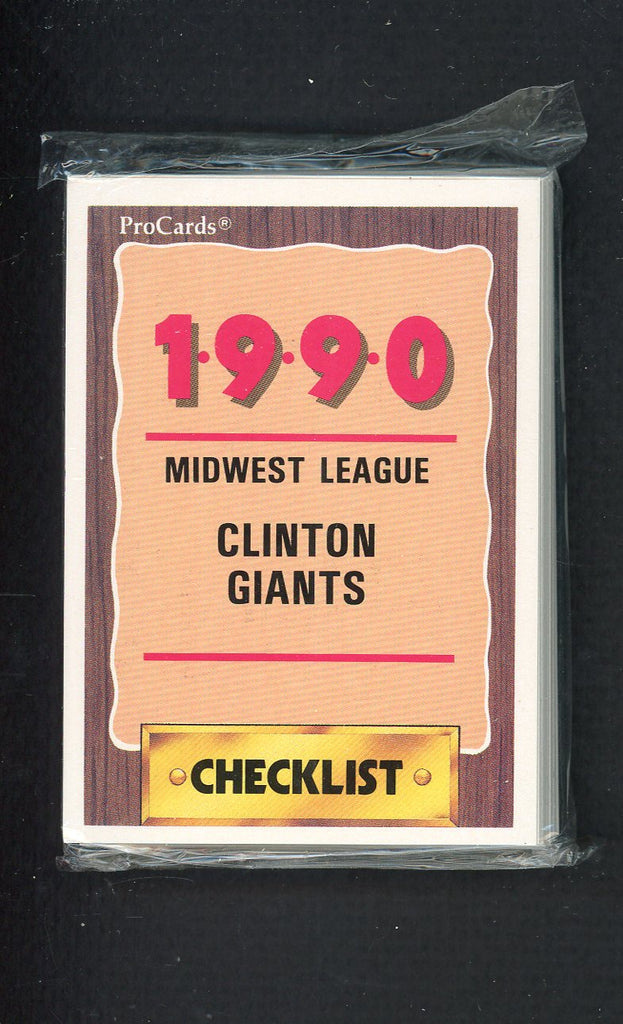 ProCards®
1·9·9·0
MIDWEST LEAGUE
CLINTON
GIANTS
CHECKLIST